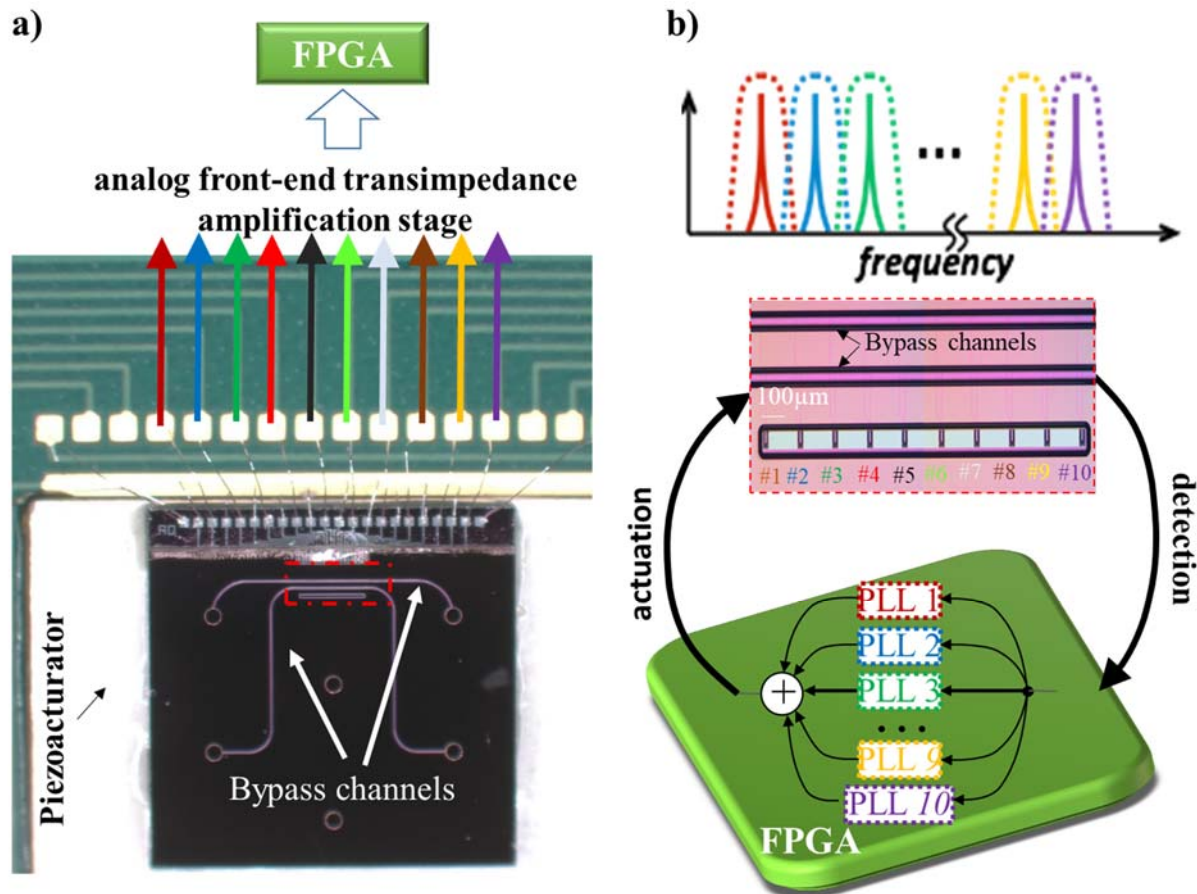 a)
FPGA
analog front-end transimpedance
amplification stage
Piezoacturator
Bypass channels
b)
...
frequency
Bypass channels
100μm
#1 #2 #3 #4 #5 #6 #7 #8 #9 #10
actuation
detection
PLL 1
PLL 2
+
PLL 3
...
PLL 9
PLL 10
FPGA